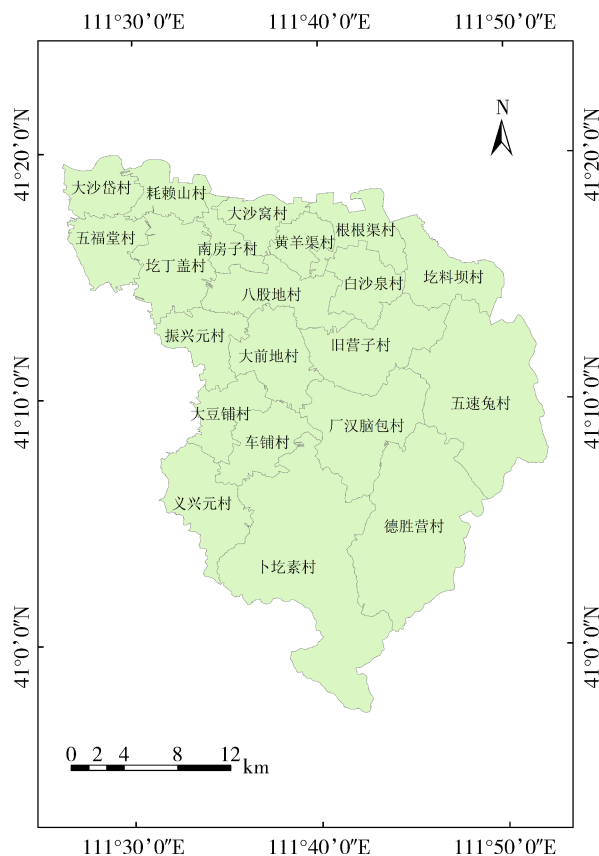 111°30′0″E 111°40′0″E 111°50′0″E
41°20′0″N
41°10′0″N
41°0′0″N
N
大沙岱村
耗赖山村
大沙窝村
根根渠村
五福堂村
南房子村
黄羊渠村
圪丁盖村
白沙泉村
圪料坝村
八股地村
振兴元村
大前地村
旧营子村
五速兔村
大豆铺村
车铺村
厂汉脑包村
义兴元村
德胜营村
卜圪素村
41°20′0″N
41°10′0″N
41°0′0″N
0 2 4 8 12
km
111°30′0″E 111°40′0″E 111°50′0″E